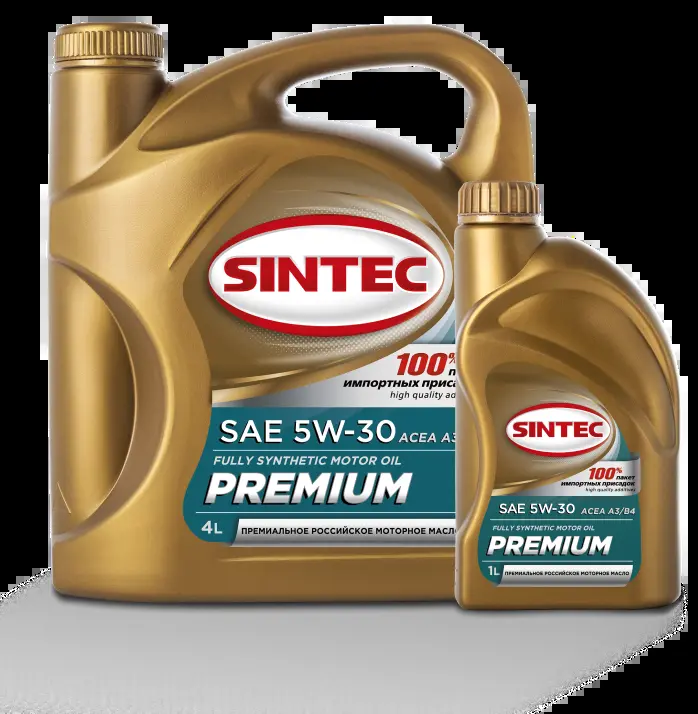 SINTEC
100%
импортных
high quality
SAE 5W-30 ACEA
FULLY SYNTHETIC MOTOR OIL
PREMIUM
4L ПРЕМИАЛЬНОЕ РОССИЙСКОЕ МОТОРНОЕ МАСЛО
SINTEC
100% пакет
импортных присадок
high quality additives
SAE 5W-30 ACEA A3/B4
FULLY SYNTHETIC MOTOR OIL
PREMIUM
1L ПРЕМИАЛЬНОЕ РОССИЙСКОЕ МОТОРНОЕ МАСЛО